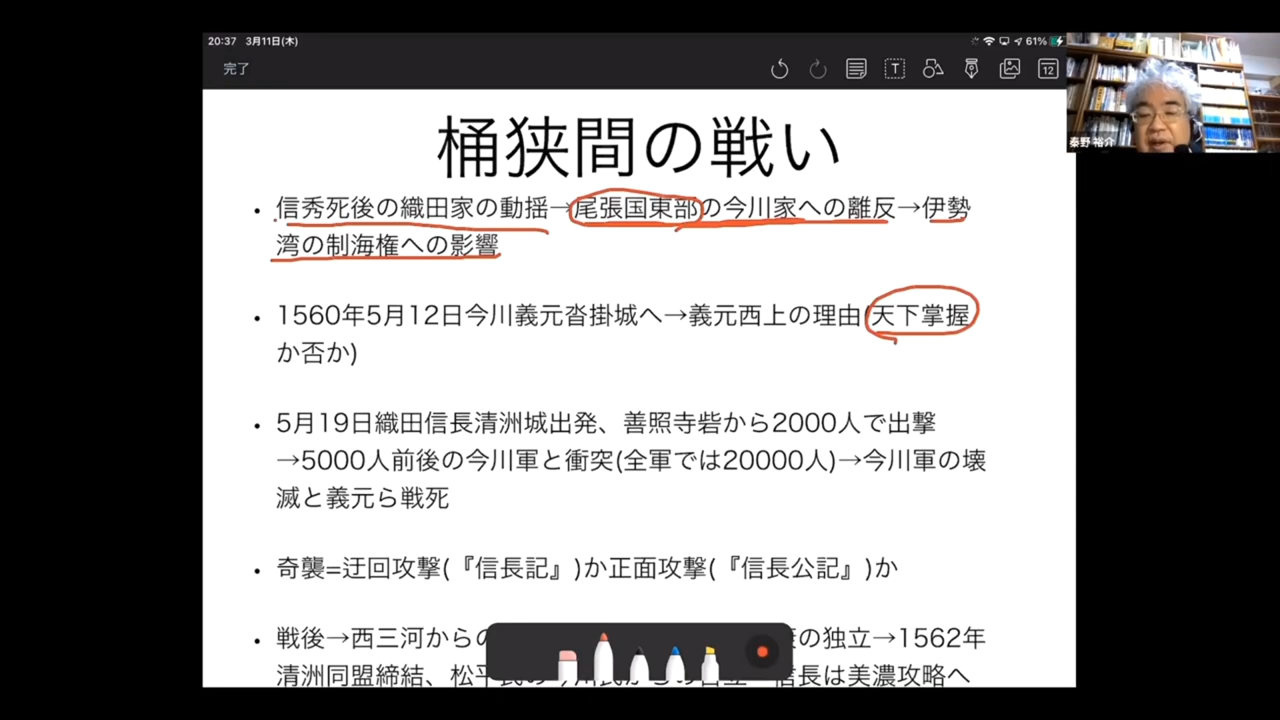 20:37 3月11日(木)
61%
完了
T
12
秦野 裕介
桶狭間の戦い
• 信秀死後の織田家の動揺→尾張国東部の今川家への離反→伊勢
湾の制海権への影響
• 1560年5月12日今川義元沓掛城へ→義元西上の理由(天下掌握
か否か)
• 5月19日織田信長清洲城出発、善照寺砦から2000人で出撃
→5000人前後の今川軍と衝突(全軍では20000人)→今川軍の壊
滅と義元ら戦死
• 奇襲=迂回攻撃(『信長記』)か正面攻撃(『信長公記』)か
• 戦後→西三河からの の独立→1562年
清洲同盟締結、松平氏の 信長は美濃攻略へ